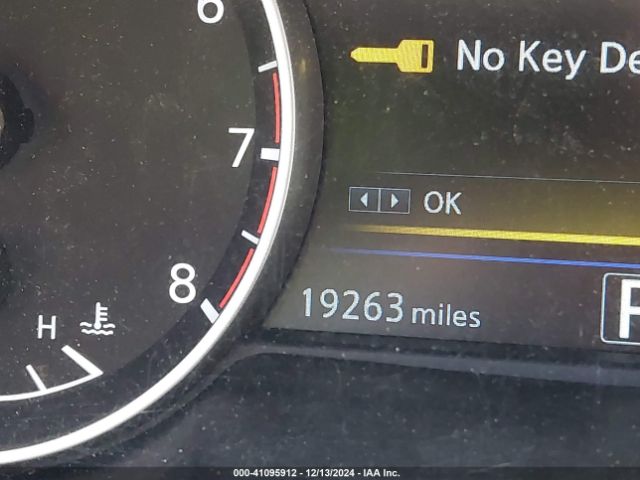 6
No Key De
7
OK
8
19263 miles
H
000-41095912 - 12/13/2024 - IAA Inc.